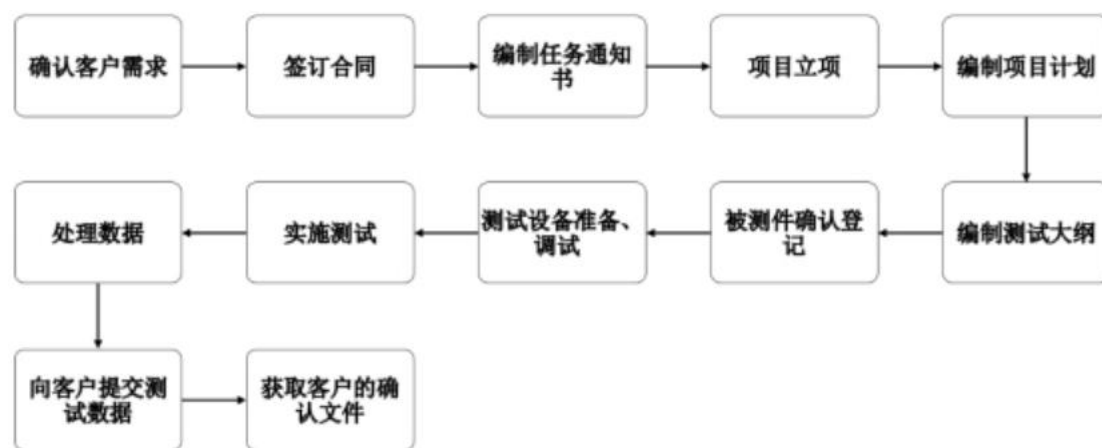 确认客户需求
签订合同
编制任务通知
书
项目立项
编制项目计划
编制测试大纲
被测件确认登
记
测试设备准备、
调试
实施测试
处理数据
向客户提交测
试数据
获取客户的确
认文件